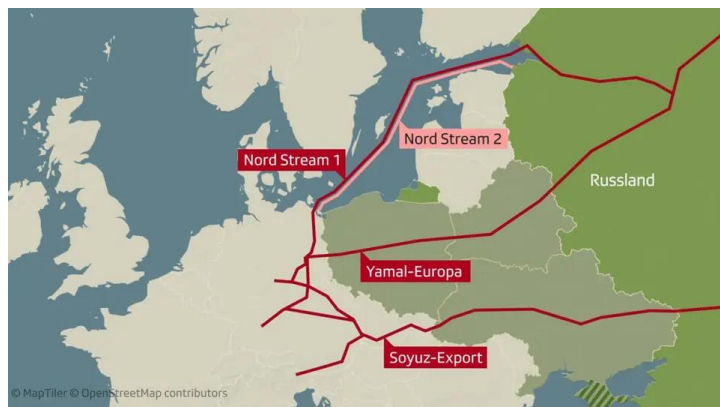 Nord Stream 2
Nord Stream 1
Russland
Yamal-Europa
Soyuz-Export
© MapTiler © OpenStreetMap contributors